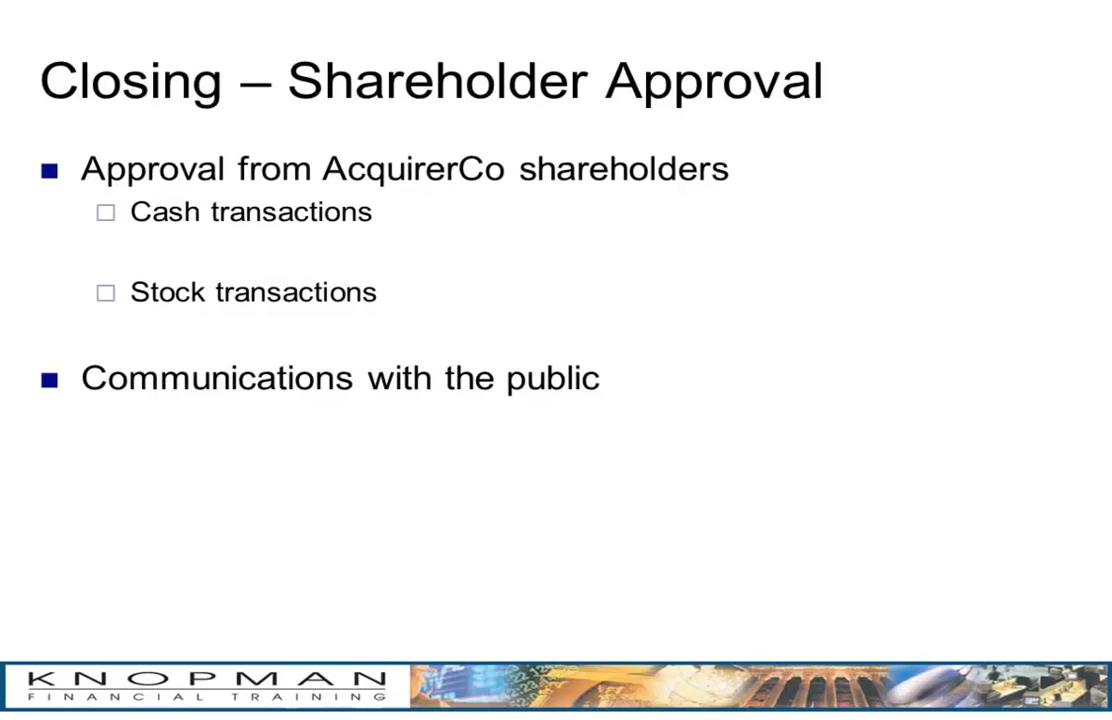 Closing – Shareholder Approval
Approval from AcquirerCo shareholders
Cash transactions
Stock transactions
Communications with the public
KNOPMAN
FINANCIAL TRAINING